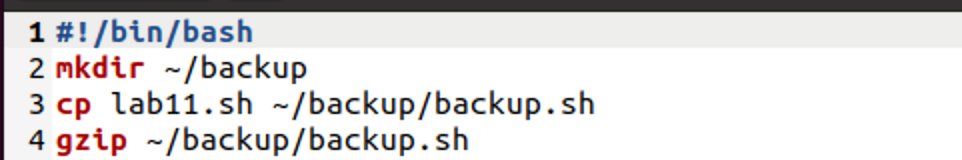 1 #!/bin/bash
2 mkdir ~/backup
3 cp lab11.sh ~/backup/backup.sh
4 gzip ~/backup/backup.sh